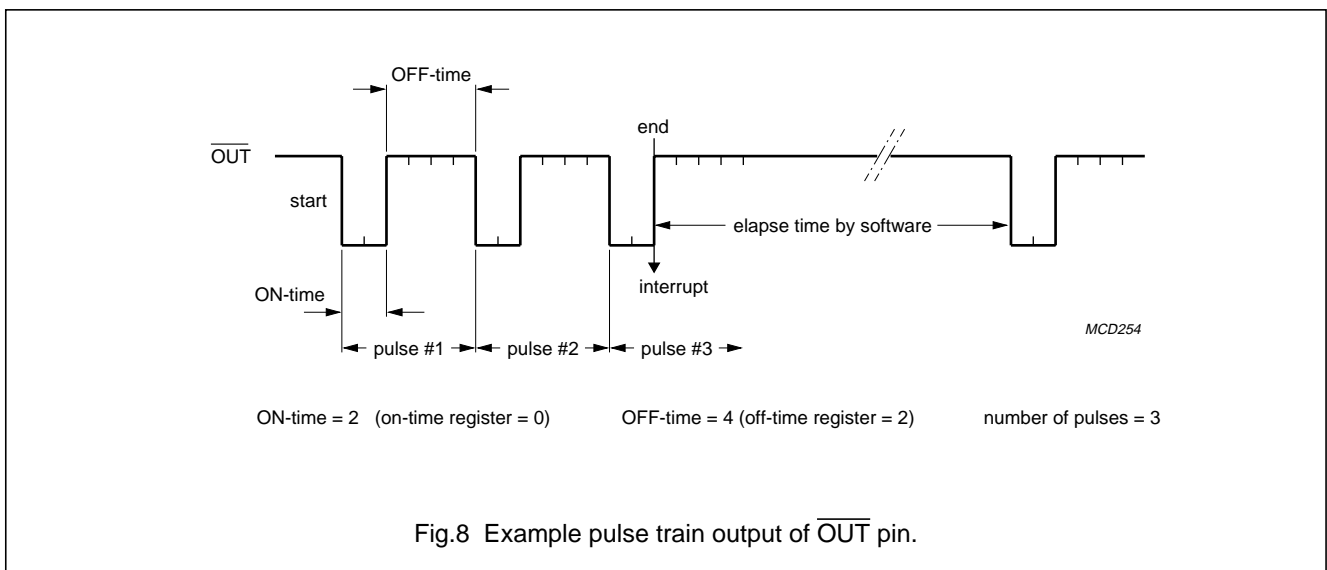 OFF-time
end
OUT
start
elapse time by software
interrupt
ON-time
MCD254
pulse #1 pulse #2 pulse #3
ON-time = 2 (on-time register = 0) OFF-time = 4 (off-time register = 2) number of pulses = 3
Fig.8 Example pulse train output of OUT pin.